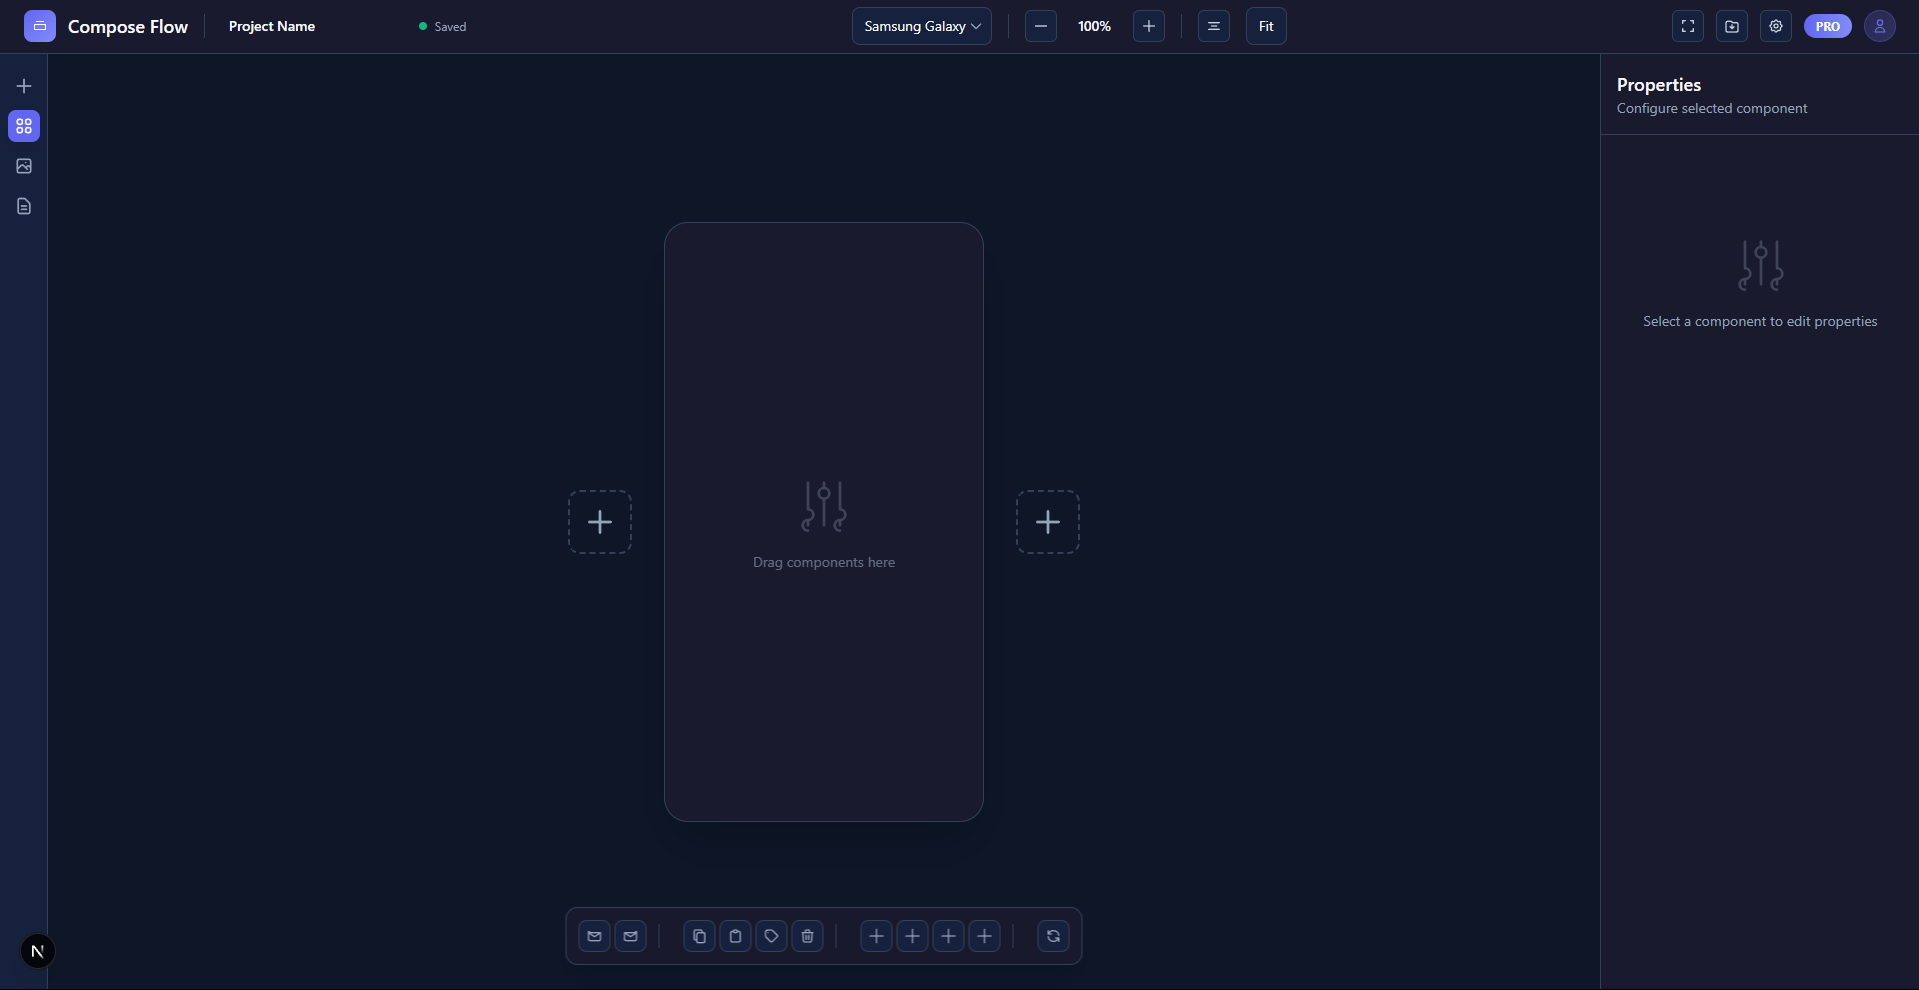 Compose Flow
Project Name
Saved
Samsung Galaxy
100%
Fit
PRO
Properties
Configure selected component
Select a component to edit properties
Drag components here
N